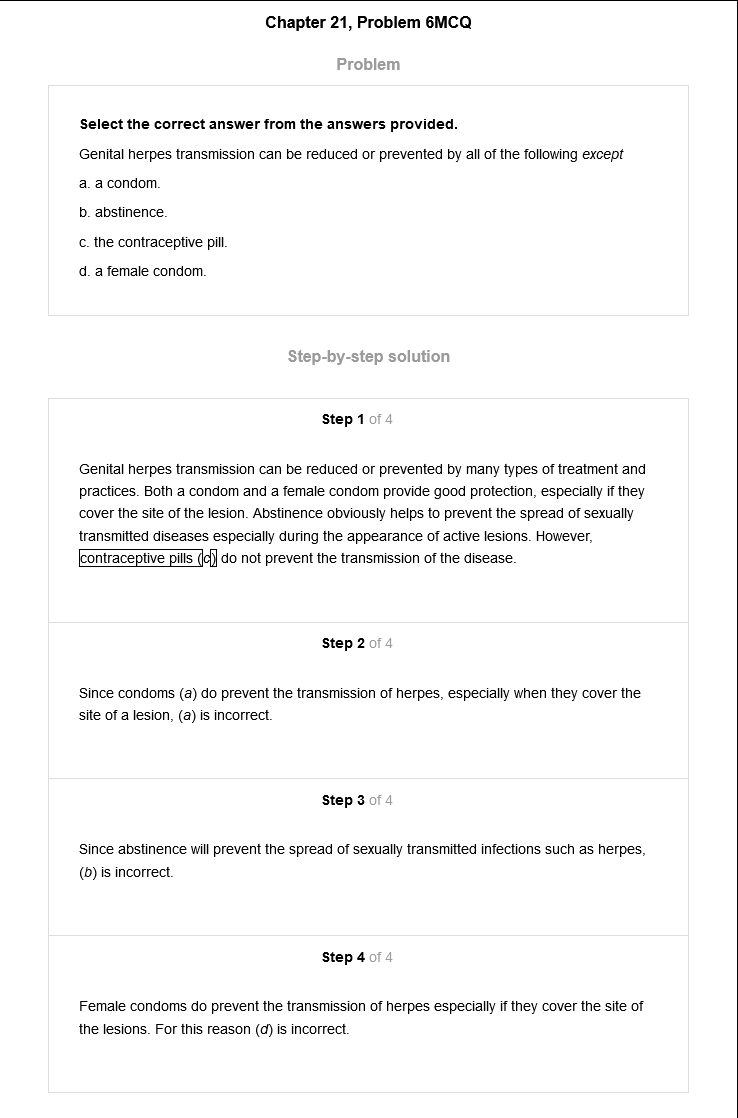 Chapter 21, Problem 6MCQ
Problem
Select the correct answer from the answers provided.
Genital herpes transmission can be reduced or prevented by all of the following except
a. a condom.
b. abstinence.
c. the contraceptive pill.
d. a female condom.
Step-by-step solution
Step 1 of 4
Genital herpes transmission can be reduced or prevented by many types of treatment and
practices. Both a condom and a female condom provide good protection, especially if they
cover the site of the lesion. Abstinence obviously helps to prevent the spread of sexually
transmitted diseases especially during the appearance of active lesions. However,
contraceptive pills (c) do not prevent the transmission of the disease.
Step 2 of 4
Since condoms (a) do prevent the transmission of herpes, especially when they cover the
site of a lesion, (a) is incorrect.
Step 3 of 4
Since abstinence will prevent the spread of sexually transmitted infections such as herpes,
(b) is incorrect.
Step 4 of 4
Female condoms do prevent the transmission of herpes especially if they cover the site of
the lesions. For this reason (d) is incorrect.